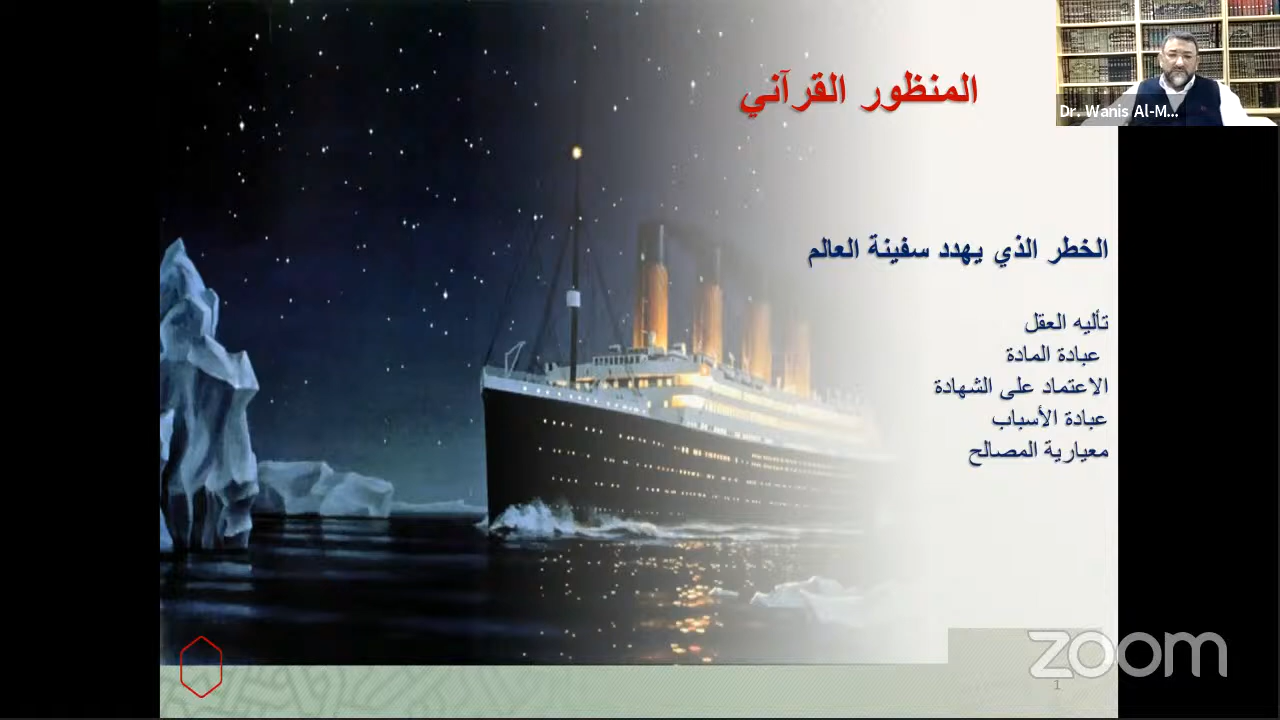 المنظور القرآني
Dr. Wanis Al-M...
الخطر الذي يهدد سفينة العالم
تأليه العقل
عبادة المادة
الاعتماد على الشهادة
عبادة الأسباب
معيارية المصالح
zoom
1